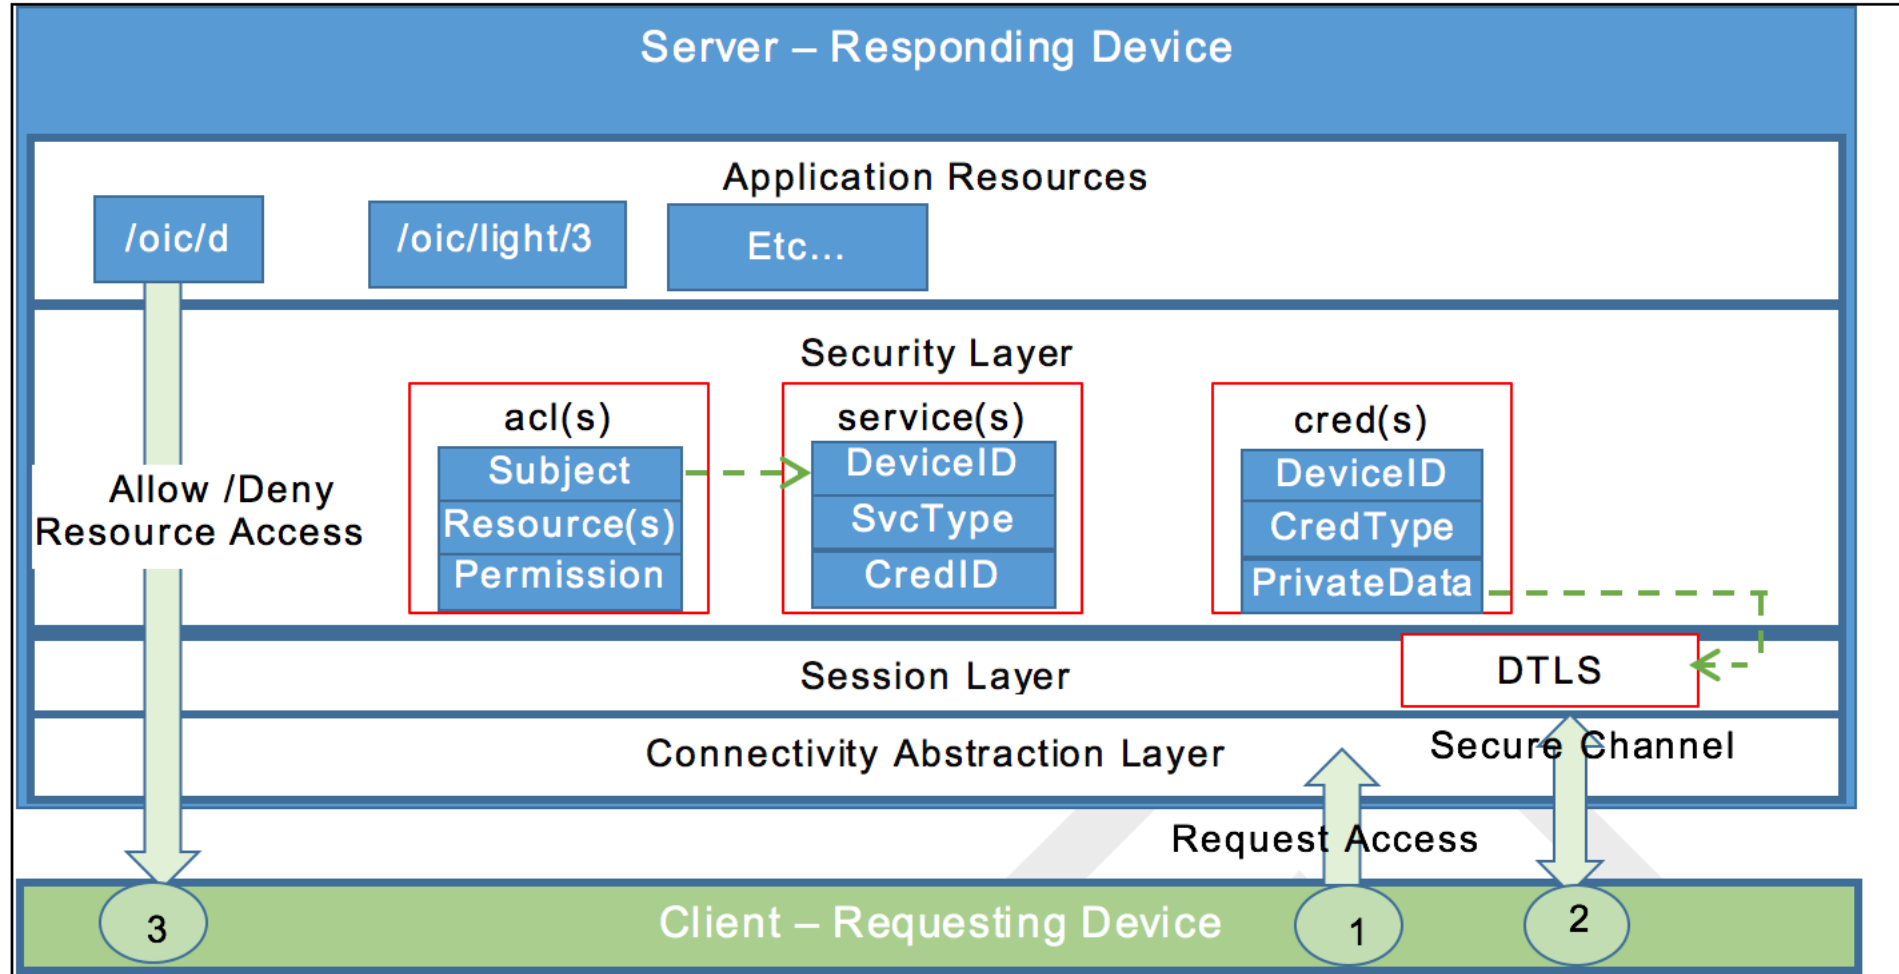 Server – Responding Device
Application Resources
/oic/d
/oic/light/3
Etc...
Security Layer
acl(s)
Subject
Resource(s)
Permission
service(s)
DeviceID
SvcType
CredID
cred(s)
DeviceID
CredType
PrivateData
Allow /Deny
Resource Access
Session Layer
DTLS
Connectivity Abstraction Layer
Secure Channel
Request Access
Client – Requesting Device
3
1
2